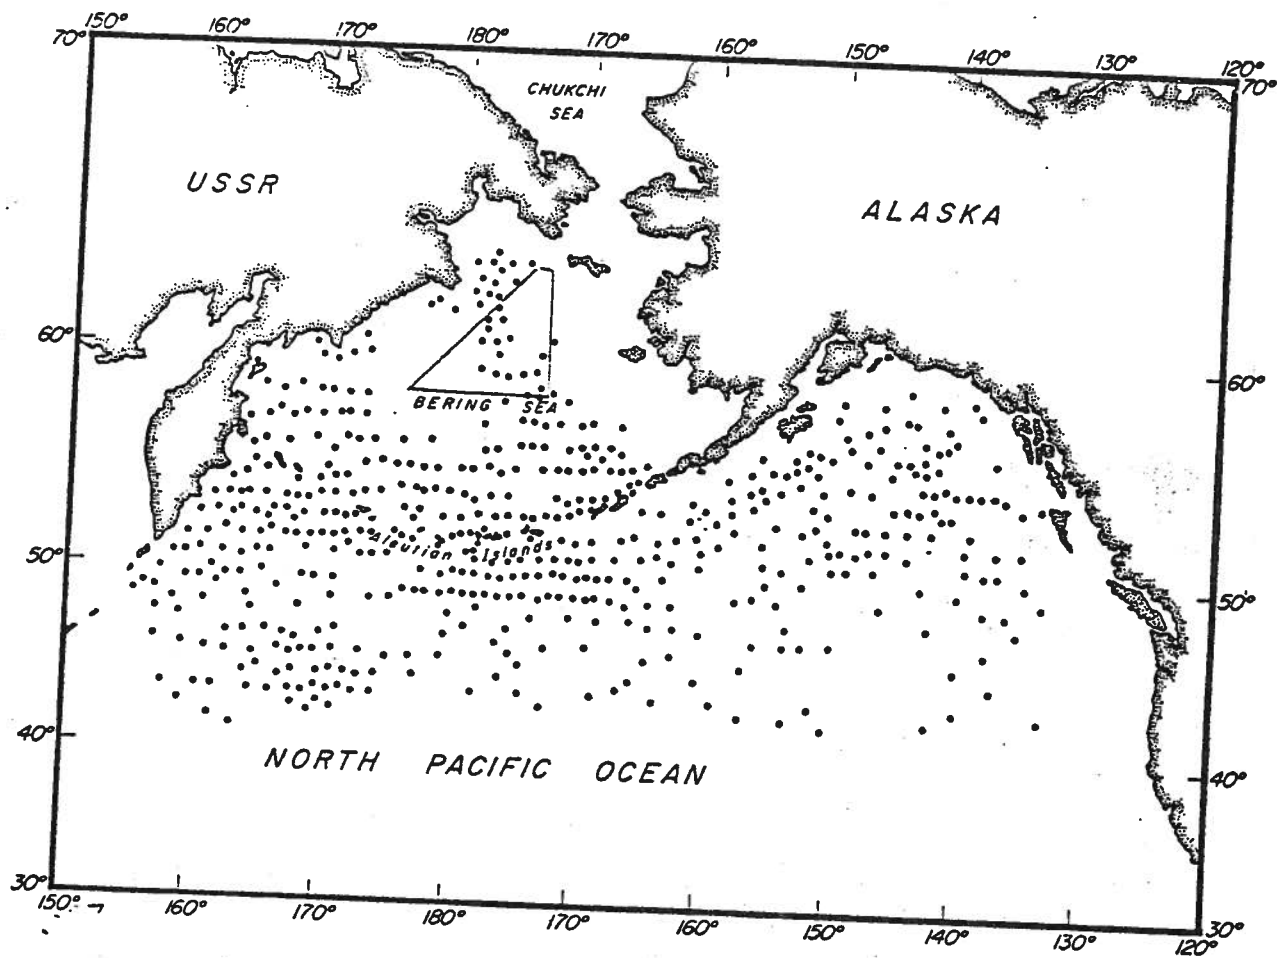 150° 160° 170° 180° 170° 160° 150° 140° 130° 120°
70° 70°
CHUKCHI
SEA
USSR
ALASKA
60°
60°
BERING SEA
Aleutian Islands
50°
50°
40°
NORTH PACIFIC OCEAN
40°
30°
30°
150° 160° 170° 180° 170° 160° 150° 140° 130° 120°